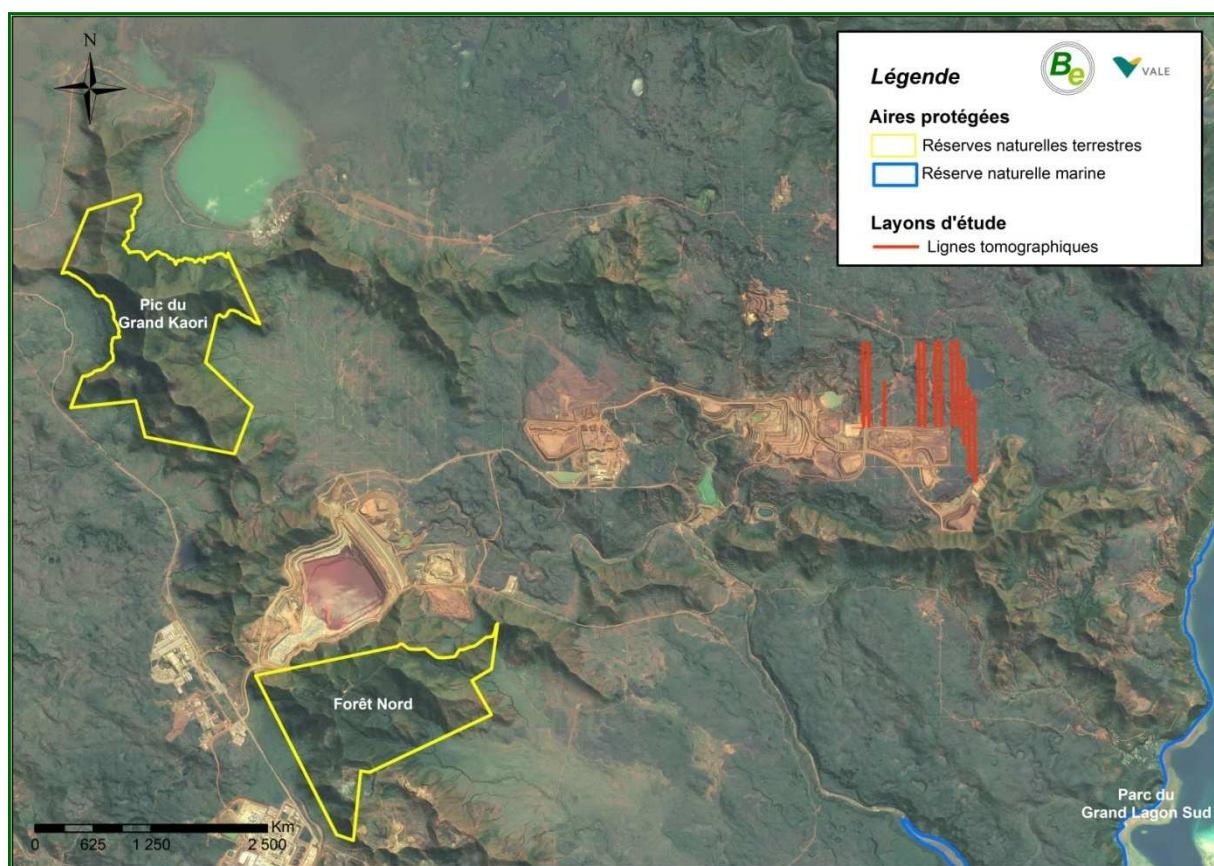 N
Légende
Be
VALE
Aires protégées
Réserves naturelles terrestres
Réserve naturelle marine
Layons d'étude
Lignes tomographiques
Pic du
Grand Kaori
Forêt Nord
Parc du
Grand Lagon Sud
Km
0 625 1 250 2 500